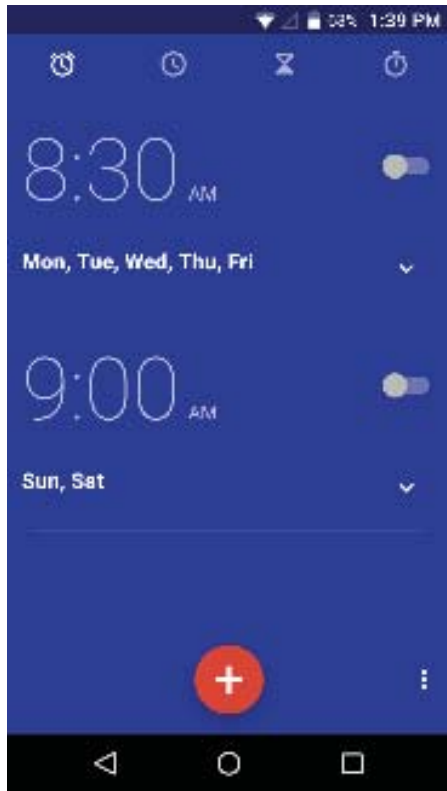 1:39 PM
8:30 AM
Mon, Tue, Wed, Thu, Fri
9:00 AM
Sun, Sat